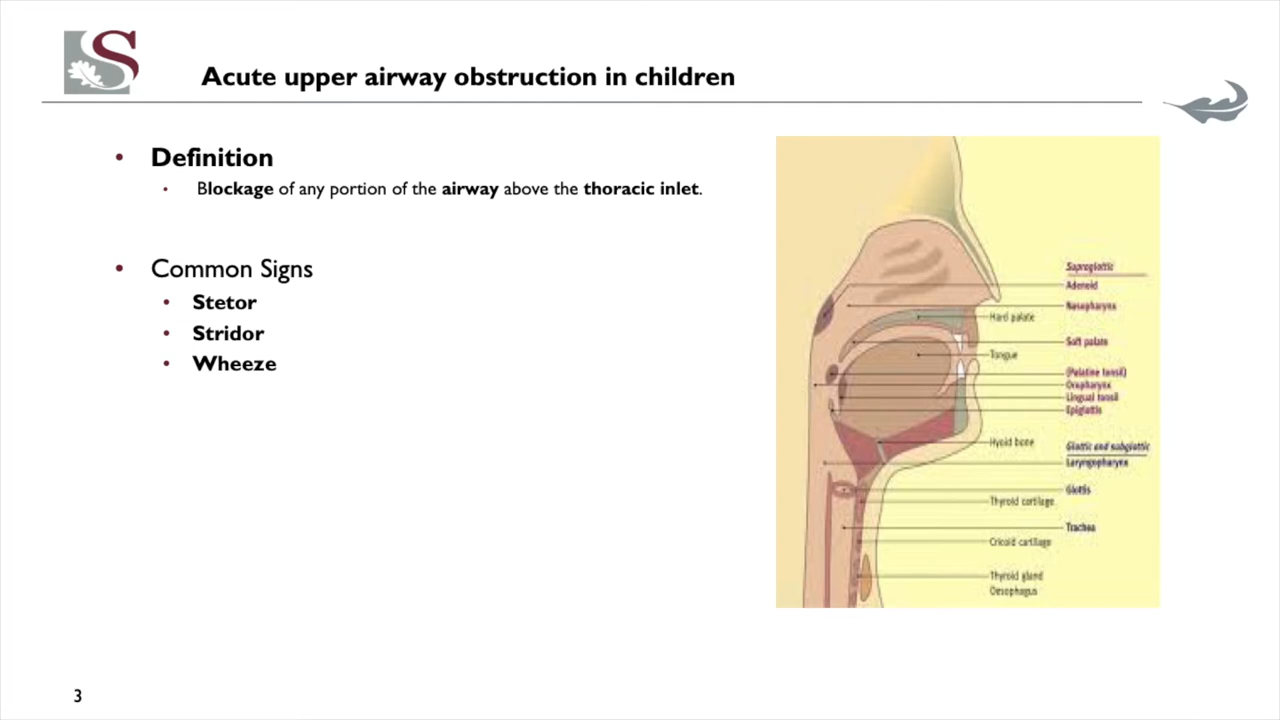 S
Acute upper airway obstruction in children
• Definition
• Blockage of any portion of the airway above the thoracic inlet.
• Common Signs
• Stetor
• Stridor
• Wheeze
Supraglottic
Adenoid
Nasopharynx
Hard palate
Soft palate
Tongue
(Palatine tonsil)
Oropharynx
Lingual tonsil
Epiglottis
Hyoid bone
Glottic and subglottic
Laryngopharynx
Glottis
Thyroid cartilage
Trachea
Cricoid cartilage
Thyroid gland
Oesophagus
3